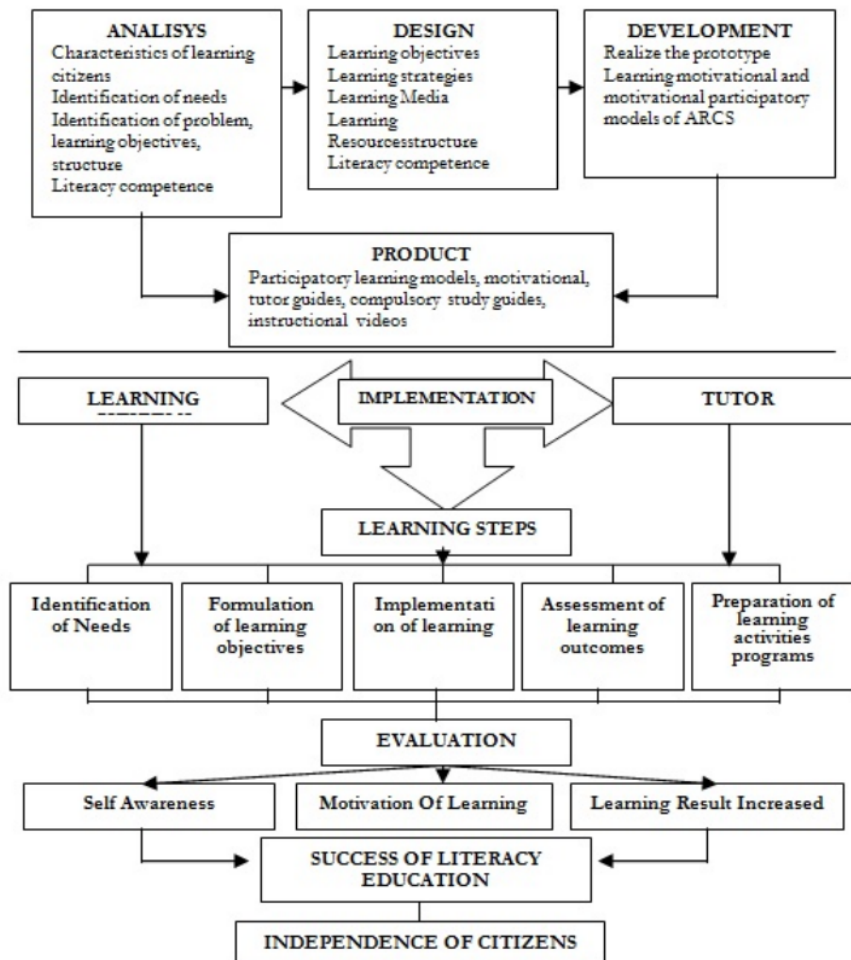 ANALISYS
Characteristics of learning
citizens
Identification of needs
Identification of problem,
learning objectives,
structure
Literacy competence
DESIGN
Learning objectives
Learning strategies
Learning Media
Learning
Resourcesstructure
Literacy competence
DEVELOPMENT
Realize the prototype
Learning motivational and
motivational participatory
models of ARCS
PRODUCT
Participatory learning models, motivational,
tutor guides, compulsory study guides,
instructional videos
LEARNING
IMPLEMENTATION
TUTOR
LEARNING STEPS
Identification
of Needs
Formulation
of learning
objectives
Implementati
on of learning
Assessment of
learning
outcomes
Preparation of
learning
activities
programs
EVALUATION
Self Awareness
Motivation Of Learning
Learning Result Increased
SUCCESS OF LITERACY
EDUCATION
INDEPENDENCE OF CITIZENS